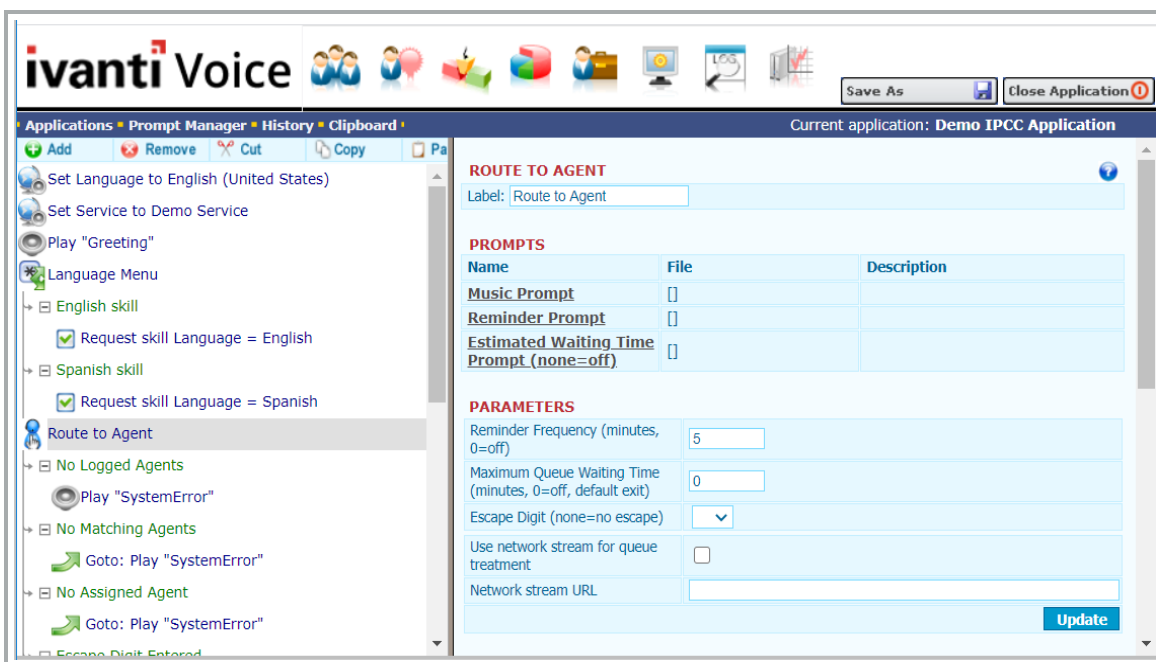 ivanti Voice
LOG
Save As
Close Application
Applications Prompt Manager History Clipboard
Current application: Demo IPCC Application
Add Remove Cut Copy Pa
Set Language to English (United States)
Set Service to Demo Service
Play "Greeting"
Language Menu
English skill
Request skill Language = English
Spanish skill
Request skill Language = Spanish
Route to Agent
No Logged Agents
Play "SystemError"
No Matching Agents
Goto: Play "SystemError"
No Assigned Agent
Goto: Play "SystemError"
Escape Digit Entered
ROUTE TO AGENT
Label: Route to Agent
PROMPTS
Name File Description
Music Prompt []
Reminder Prompt []
Estimated Waiting Time
Prompt (none=off) []
PARAMETERS
Reminder Frequency (minutes,
0=off) 5
Maximum Queue Waiting Time
(minutes, 0=off, default exit) 0
Escape Digit (none=no escape)
Use network stream for queue
treatment
Network stream URL
Update